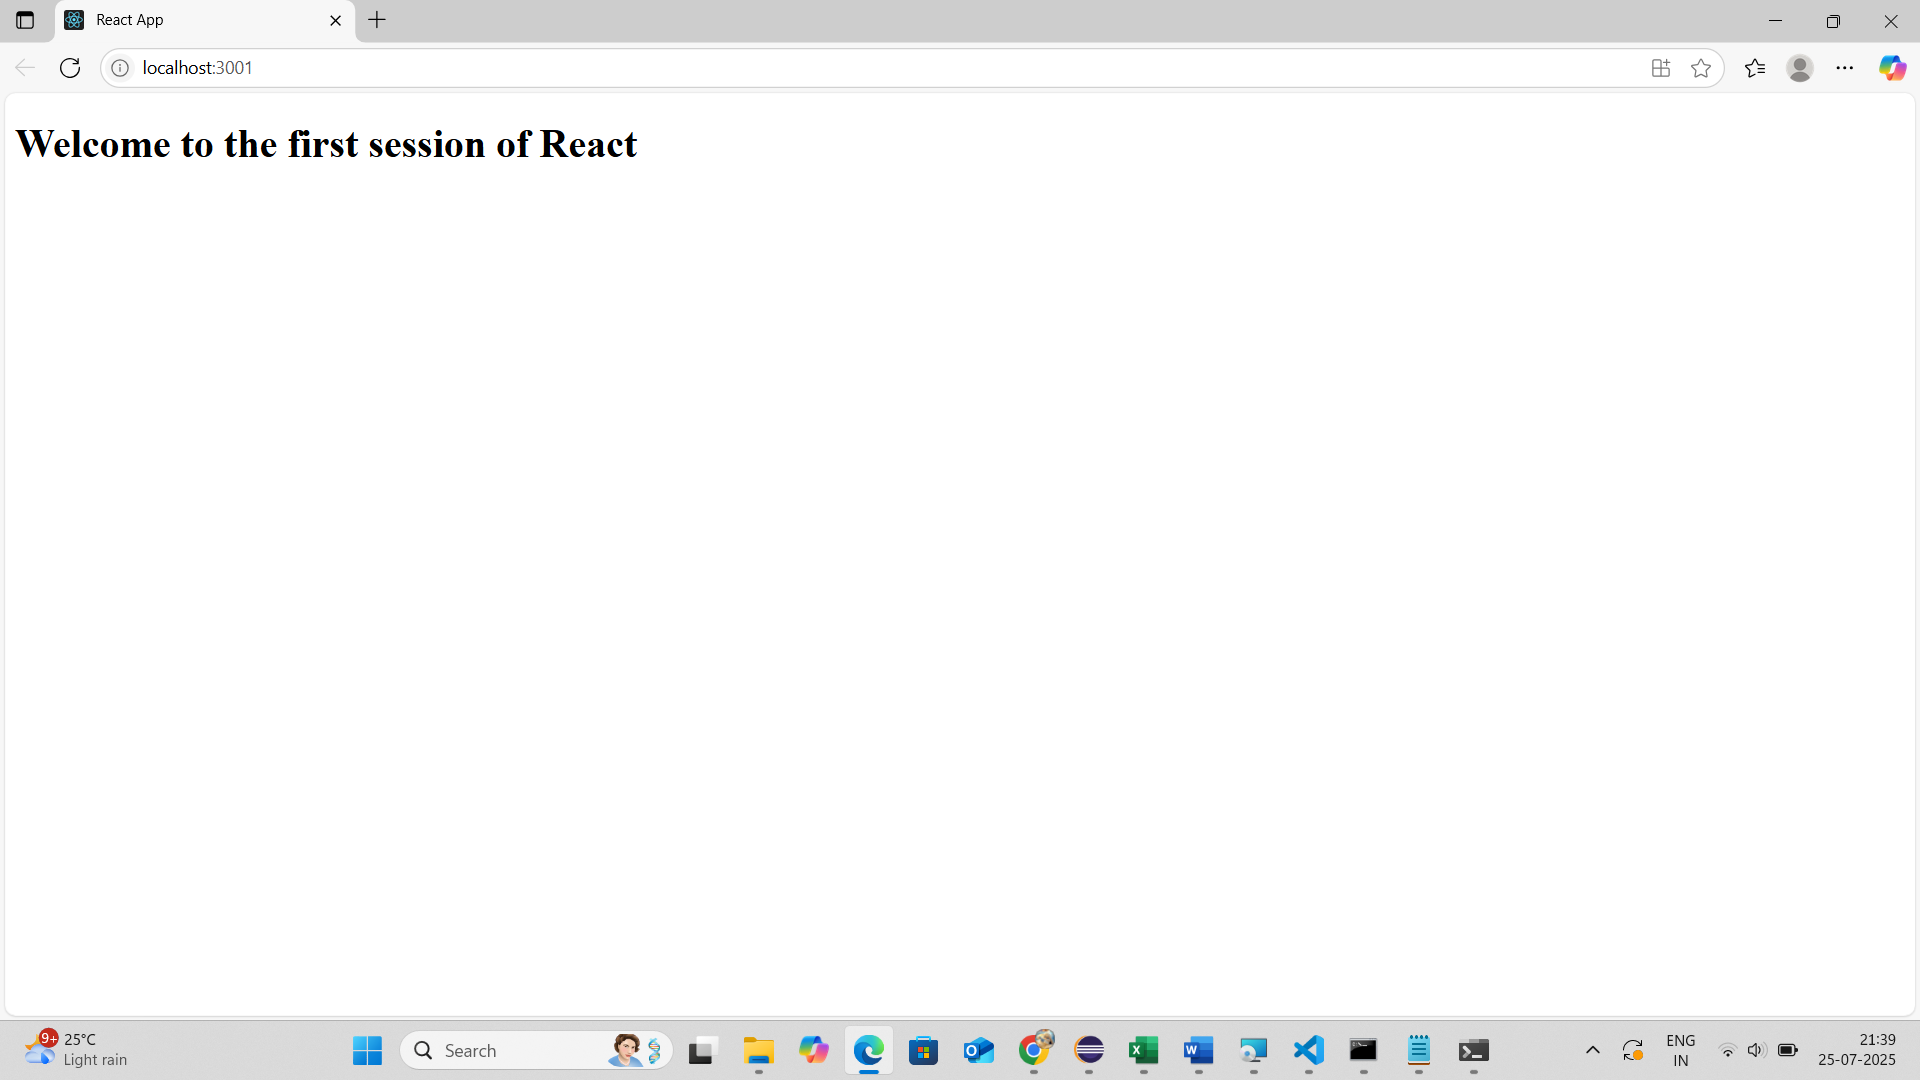 React App
localhost:3001
Welcome to the first session of React
9+
25°C
Light rain
Search
ENG
IN
21:39
25-07-2025